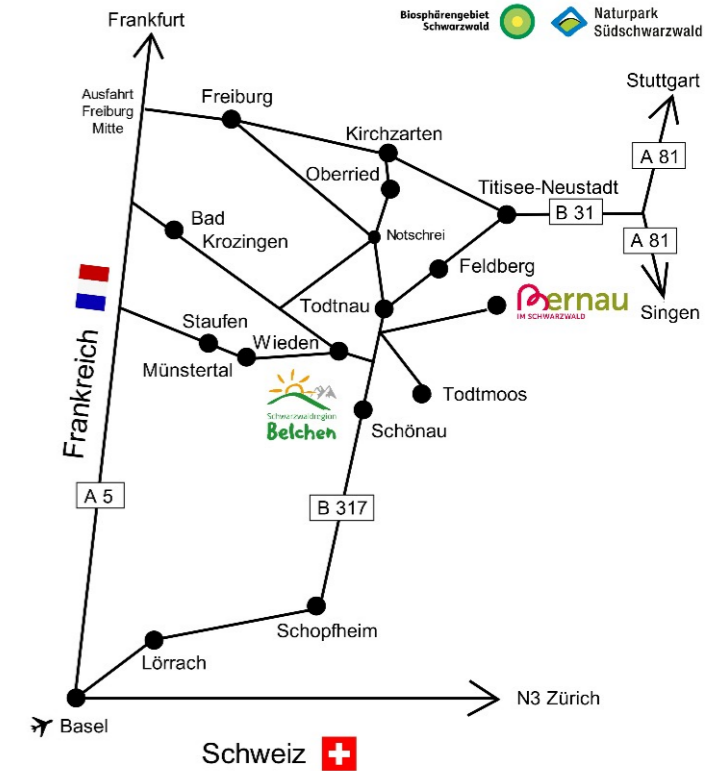 Frankfurt
Biosphärengebiet
Schwarzwald
Naturpark
Südschwarzwald
Ausfahrt
Freiburg
Mitte
Freiburg
Stuttgart
Kirchzarten
A 81
Oberried
Titisee-Neustadt
B 31
Bad
Krozingen
Notschrei
A 81
Feldberg
Todtnau
Bernau
IM SCHWARZWALD
Singen
Staufen
Wieden
Münstertal
Frankreich
Schwarzwaldregion
Belchen
Todtmoos
Schönau
A 5
B 317
Schopfheim
Lörrach
N3 Zürich
Basel
Schweiz